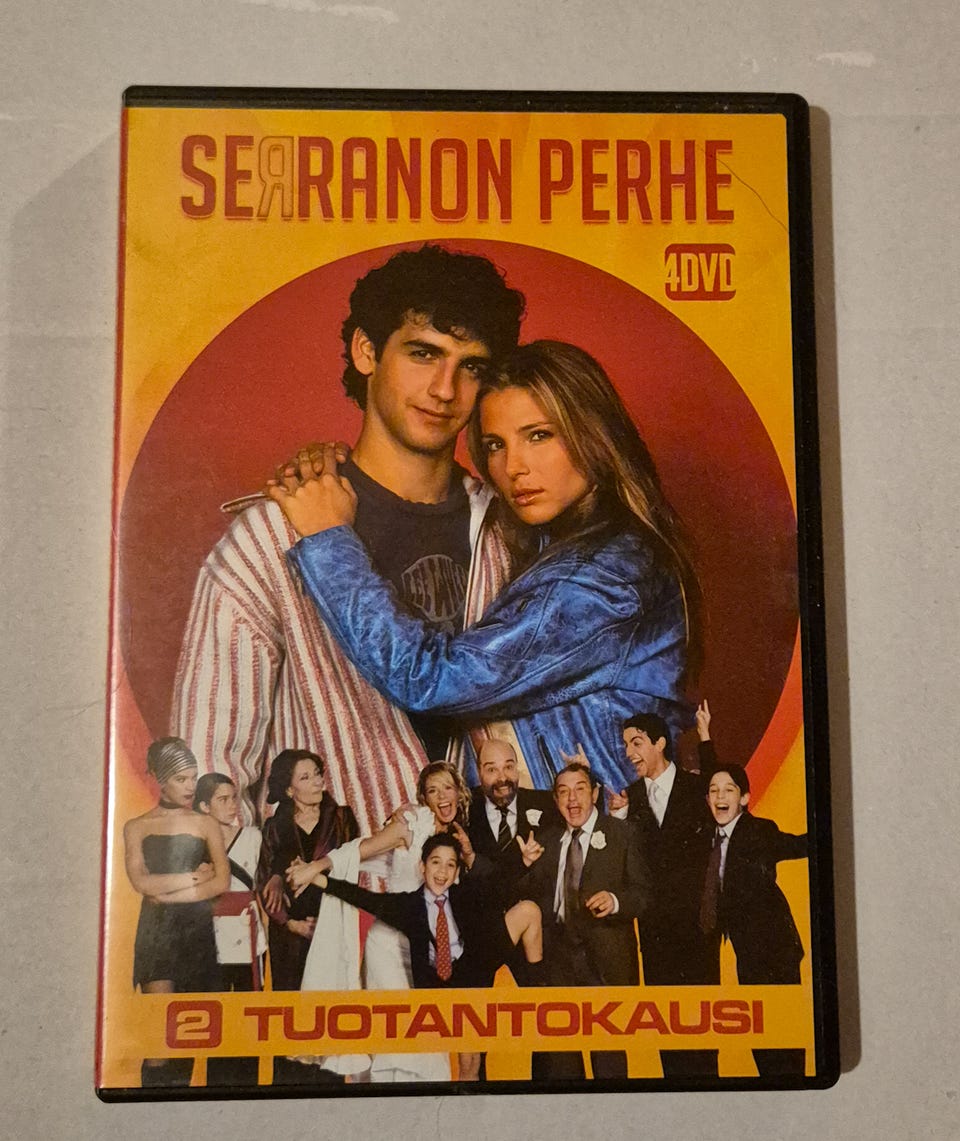 SERRANON PERHE
4DVD
2 TUOTANTOKAUSI